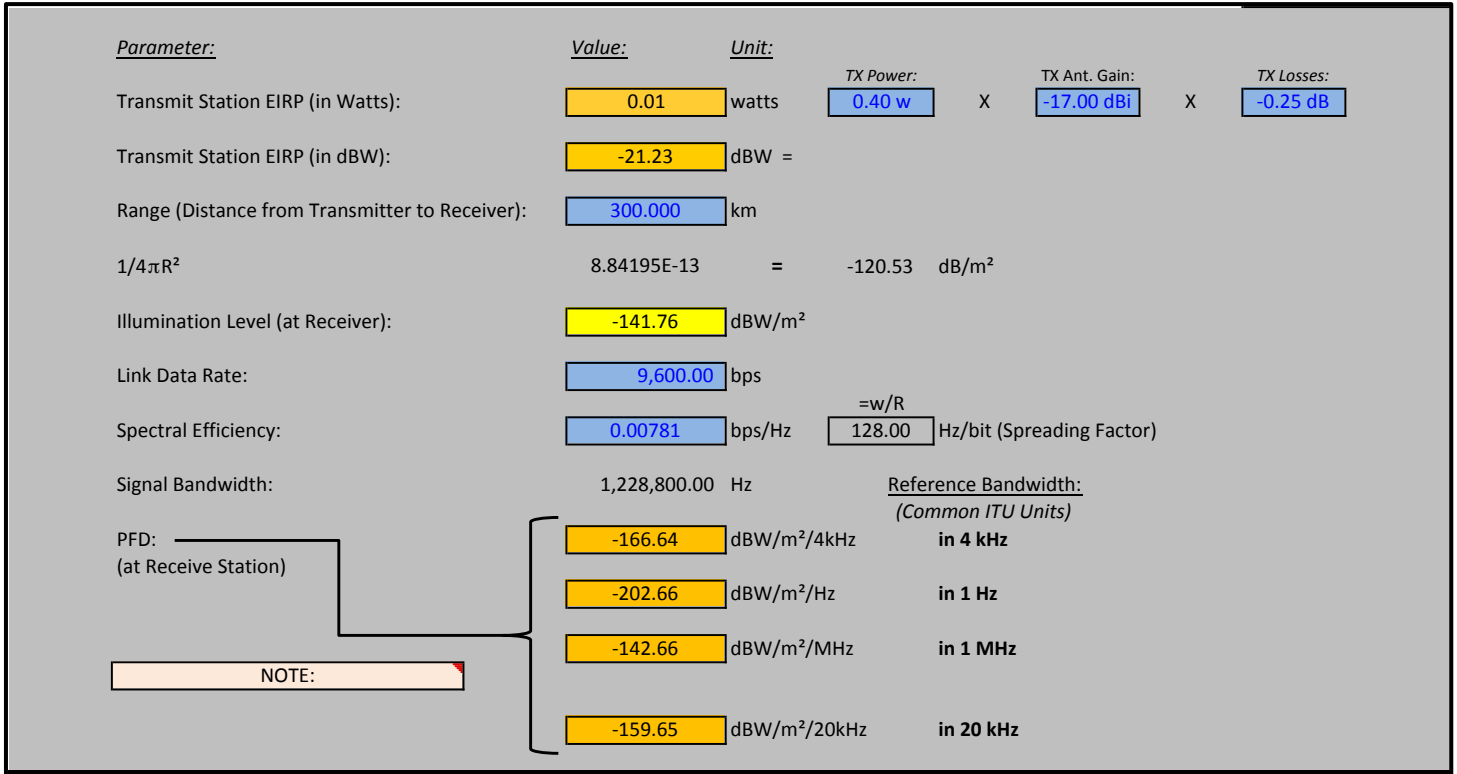 Parameter: Value: Unit:
TX Power: TX Ant. Gain: TX Losses:
Transmit Station EIRP (in Watts): 0.01 watts 0.40 w X -17.00 dBi X -0.25 dB
Transmit Station EIRP (in dBW): -21.23 dBW =
Range (Distance from Transmitter to Receiver): 300.000 km
1/4πR² 8.84195E-13 = -120.53 dB/m²
Illumination Level (at Receiver): -141.76 dBW/m²
Link Data Rate: 9,600.00 bps
=w/R
Spectral Efficiency: 0.00781 bps/Hz 128.00 Hz/bit (Spreading Factor)
Signal Bandwidth: 1,228,800.00 Hz Reference Bandwidth:
(Common ITU Units)
PFD: -166.64 dBW/m²/4kHz in 4 kHz
(at Receive Station)
-202.66 dBW/m²/Hz in 1 Hz
-142.66 dBW/m²/MHz in 1 MHz
NOTE:
-159.65 dBW/m²/20kHz in 20 kHz